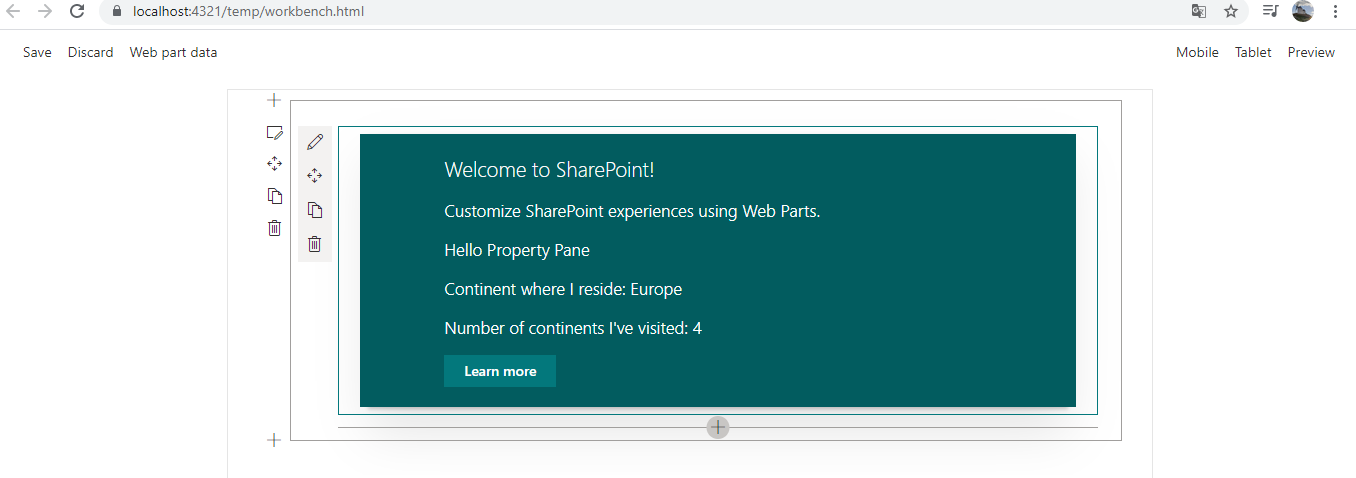 localhost:4321/temp/workbench.html
Save Discard Web part data Mobile Tablet Preview
Welcome to SharePoint!
Customize SharePoint experiences using Web Parts.
Hello Property Pane
Continent where I reside: Europe
Number of continents I've visited: 4
Learn more